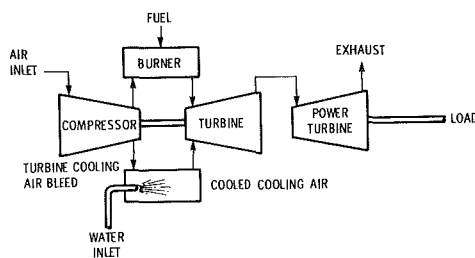 FUEL
AIR
INLET
BURNER
EXHAUST
COMPRESSOR
TURBINE
POWER
TURBINE
LOAD
TURBINE COOLING
AIR BLEED
COOLED COOLING AIR
WATER
INLET